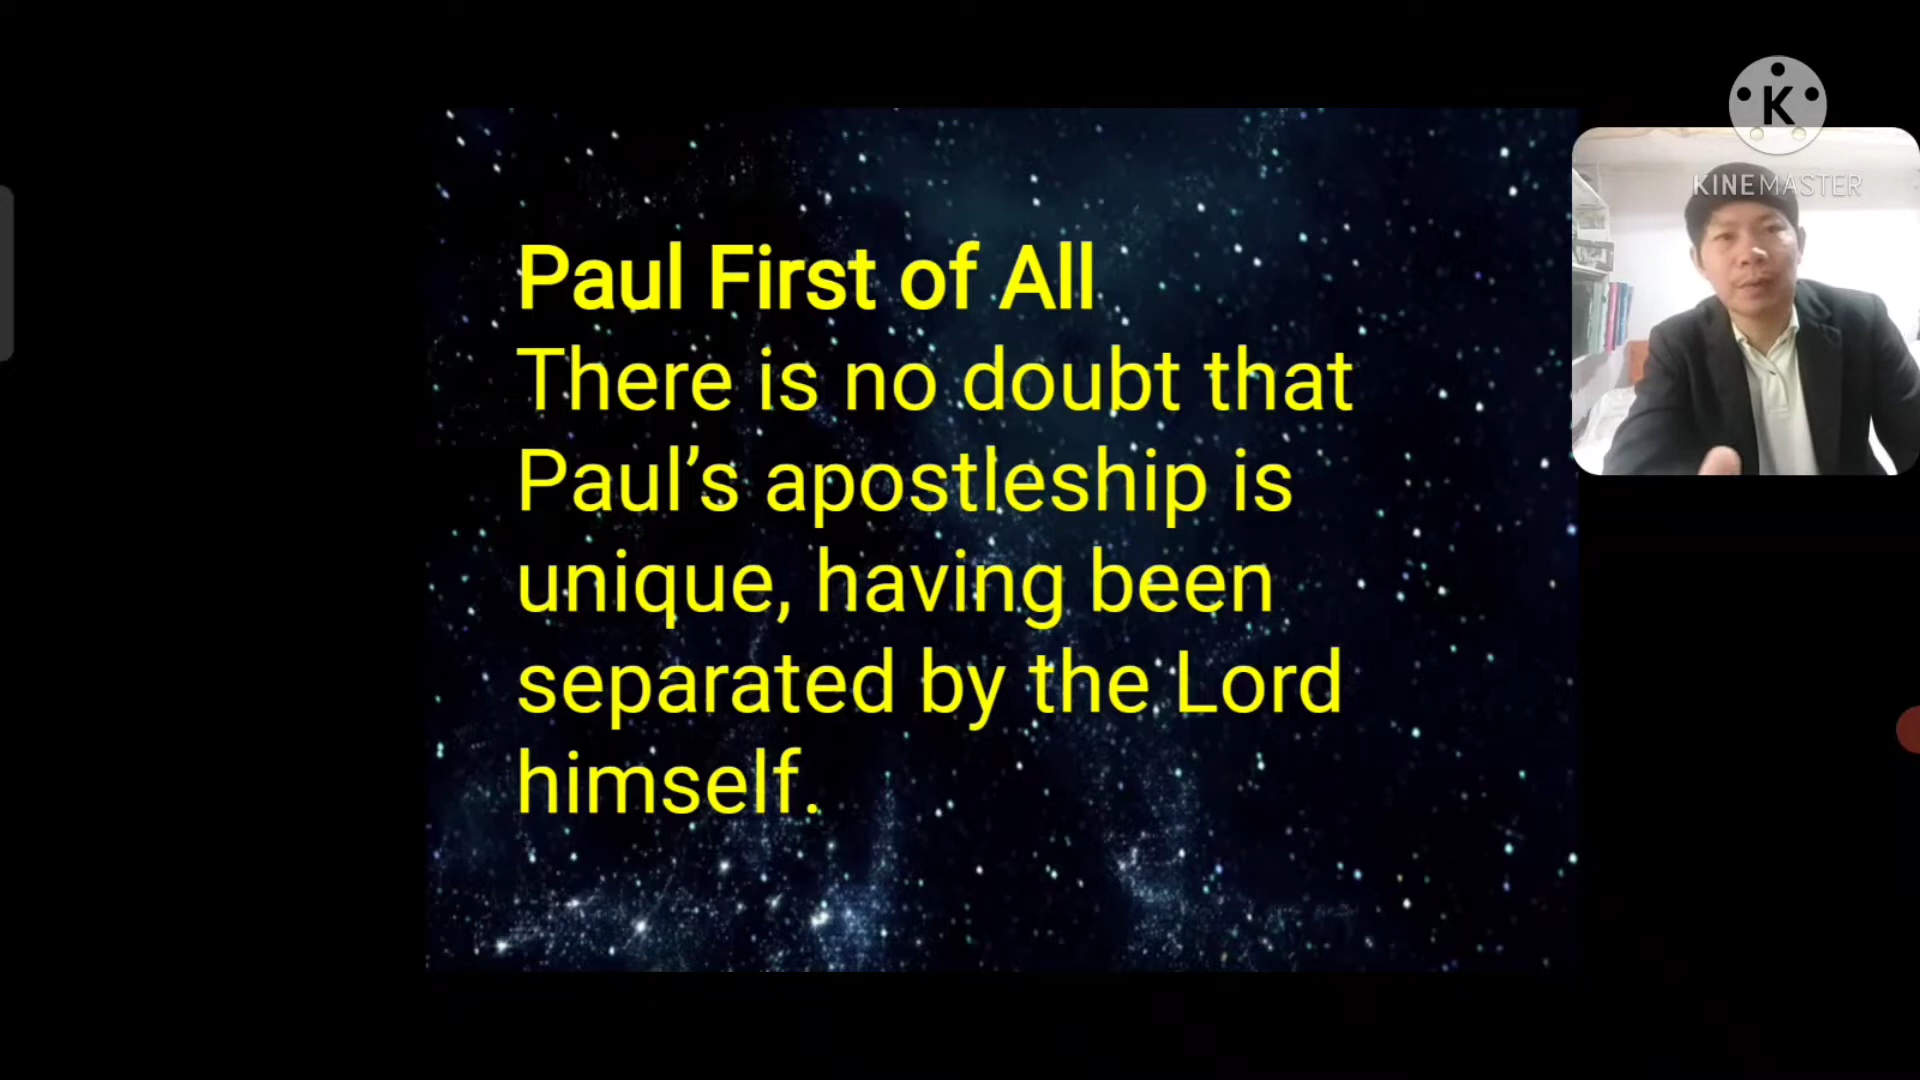 K
KINEMASTER
Paul First of All
There is no doubt that
Paul’s apostleship is
unique, having been
separated by the Lord
himself.